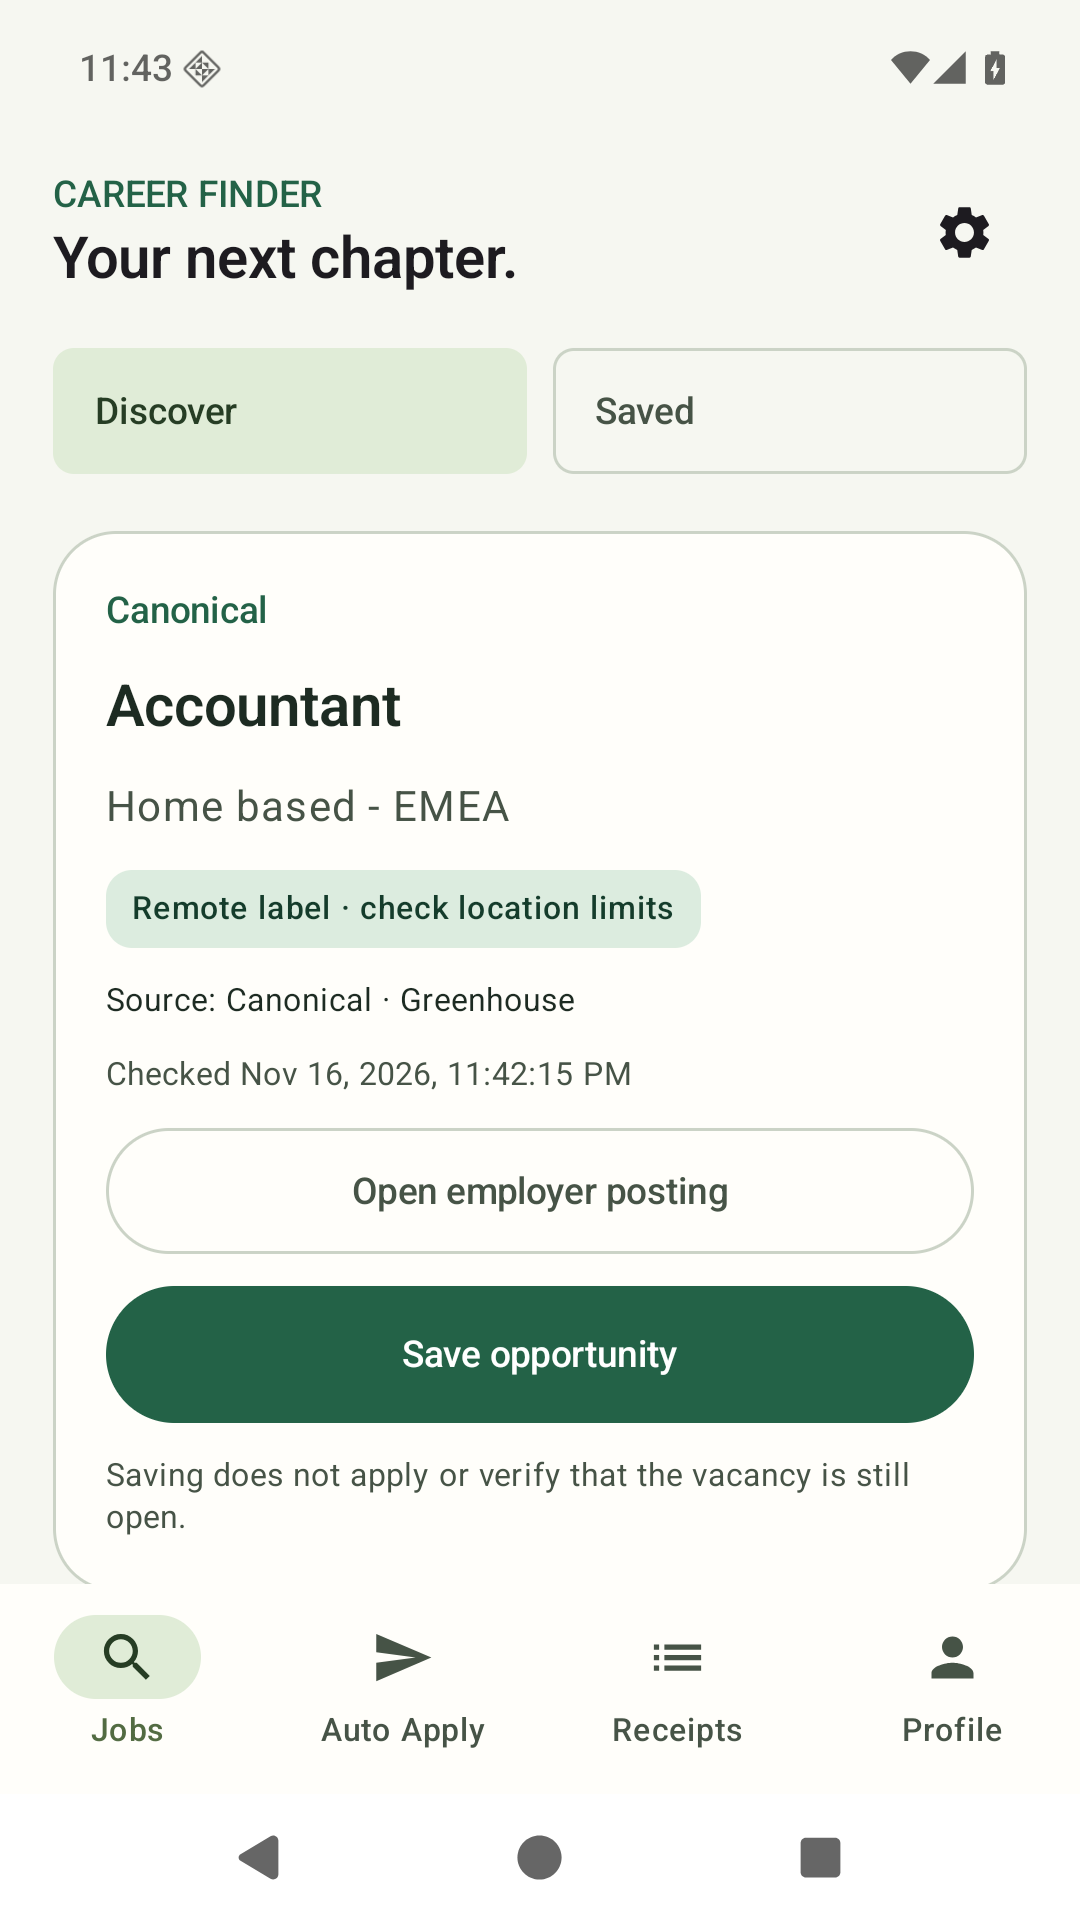 11:43
CAREER FINDER
Your next chapter.
Discover
Saved
Canonical
Accountant
Home based - EMEA
Remote label · check location limits
Source: Canonical · Greenhouse
Checked Nov 16, 2026, 11:42:15 PM
Open employer posting
Save opportunity
Saving does not apply or verify that the vacancy is still
open.
Jobs
Auto Apply
Receipts
Profile